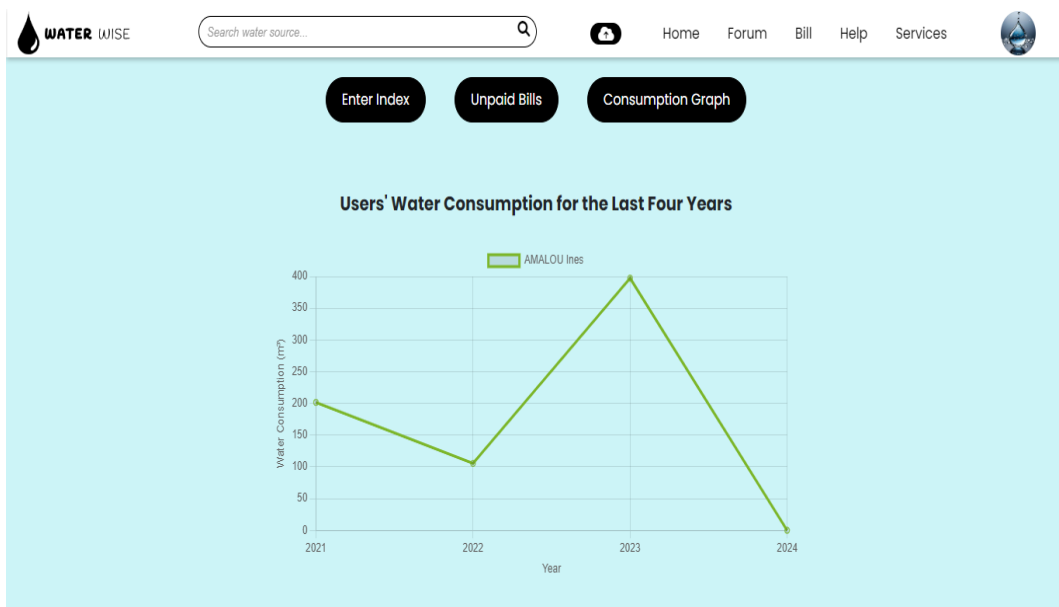 WATER WISE
Search water source...
Home Forum Bill Help Services
Enter Index Unpaid Bills Consumption Graph
Users' Water Consumption for the Last Four Years
AMALOU Ines
Water Consumption (m³)
400
350
300
250
200
150
100
50
0
2021 2022 2023 2024
Year